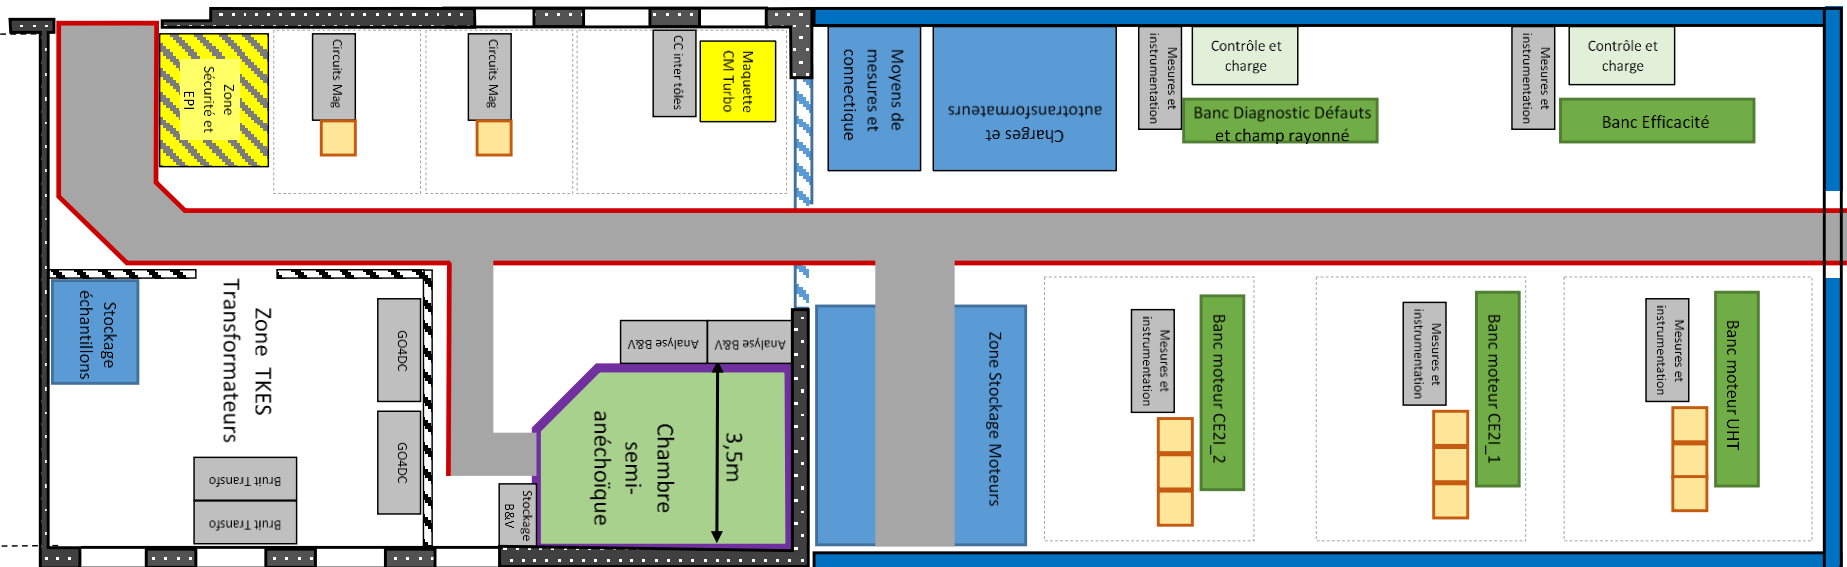 Zone
Sécurité et
EPI
Circuits Mag
Circuits Mag
CC inter tôles
Maquette
CM Turbo
Moyens de
mesures et
connectique
Charges et
autotransformateurs
Mesures et
instrumentation
Contrôle et
charge
Banc Diagnostic Défauts
et champ rayonné
Mesures et
instrumentation
Contrôle et
charge
Banc Efficacité
Stockage
échantillons
Zone TKES
Transformateurs
GO4DC
GO4DC
Bruit Transfo
Bruit Transfo
Analyse B&V
Analyse B&V
Stockage
B&V
Chambre
semi-
anéchoïque
3,5m
Zone Stockage Moteurs
Mesures et
instrumentation
Banc moteur CE2I_2
Mesures et
instrumentation
Banc moteur CE2I_1
Mesures et
instrumentation
Banc moteur UHT